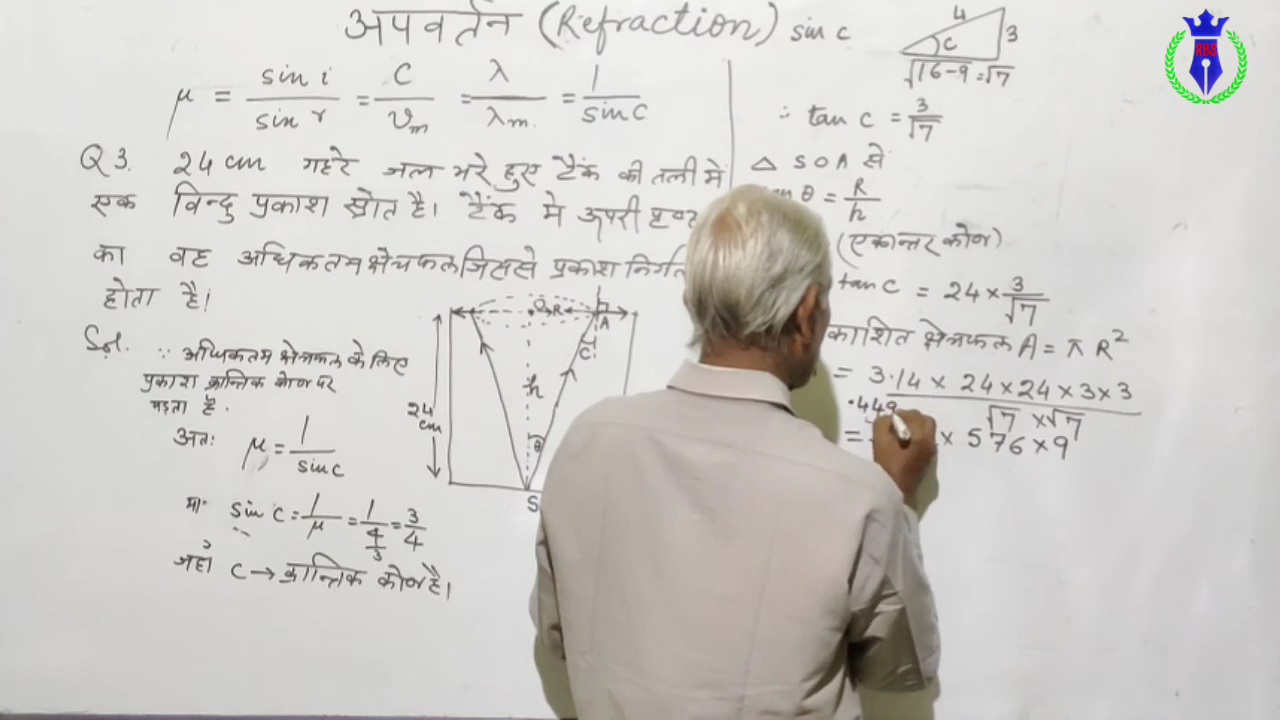 अपवर्तन (Refraction)
μ = sin i / sin r = C / v_m = λ / λ_m. = 1 / sin C
Q 3. 24 cm गहरे जल भरे हुए टैंक की तली में
एक विन्दु प्रकाश स्रोत है। टैंक मे ऊपरी
का वह अधिकतम क्षेत्रफल जिससे प्रकाश
होता है।
Sol. ∵ अधिकतम क्षेत्रफल के लिए
प्रकाश क्रान्तिक कोण पर
पड़ता है.
अतः μ = 1 / sin C
या. sin C = 1/μ = 1/(4/3) = 3/4
जहाँ C → क्रान्तिक कोण है।
O R A
C
h
24 cm
θ
S
sin C
4 3
C
√16-9 = √7
∴ tan C = 3/√7
△ SOA से
θ = R/h
(एकान्तर कोण)
tan C = 24 × 3/√7
क्षेत्रफल A = π R²
= 3.14 × 24 × 24 × 3 × 3 / √7 × √7
.449
= × 576 × 9
RBS